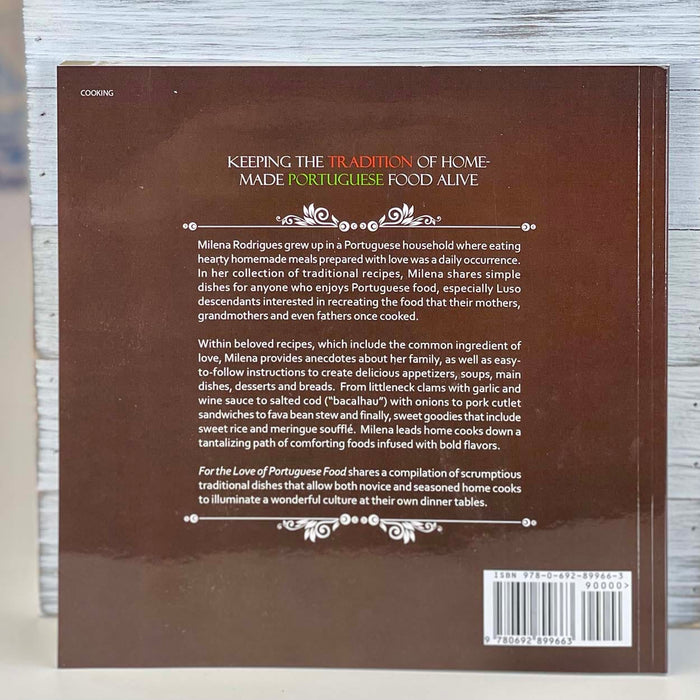 COOKING
KEEPING THE TRADITION OF HOME-
MADE PORTUGUESE FOOD ALIVE
Milena Rodrigues grew up in a Portuguese household where eating
hearty homemade meals prepared with love was a daily occurrence.
In her collection of traditional recipes, Milena shares simple
dishes for anyone who enjoys Portuguese food, especially Luso
descendants interested in recreating the food that their mothers,
grandmothers and even fathers once cooked.
Within beloved recipes, which include the common ingredient of
love, Milena provides anecdotes about her family, as well as easy-
to-follow instructions to create delicious appetizers, soups, main
dishes, desserts and breads. From littleneck clams with garlic and
wine sauce to salted cod ("bacalhau") with onions to pork cutlet
sandwiches to fava bean stew and finally, sweet goodies that include
sweet rice and meringue soufflé. Milena leads home cooks down a
tantalizing path of comforting foods infused with bold flavors.
For the Love of Portuguese Food shares a compilation of scrumptious
traditional dishes that allow both novice and seasoned home cooks
to illuminate a wonderful culture at their own dinner tables.
ISBN 978-0-692-89966-3
90000>
9 780692 899663